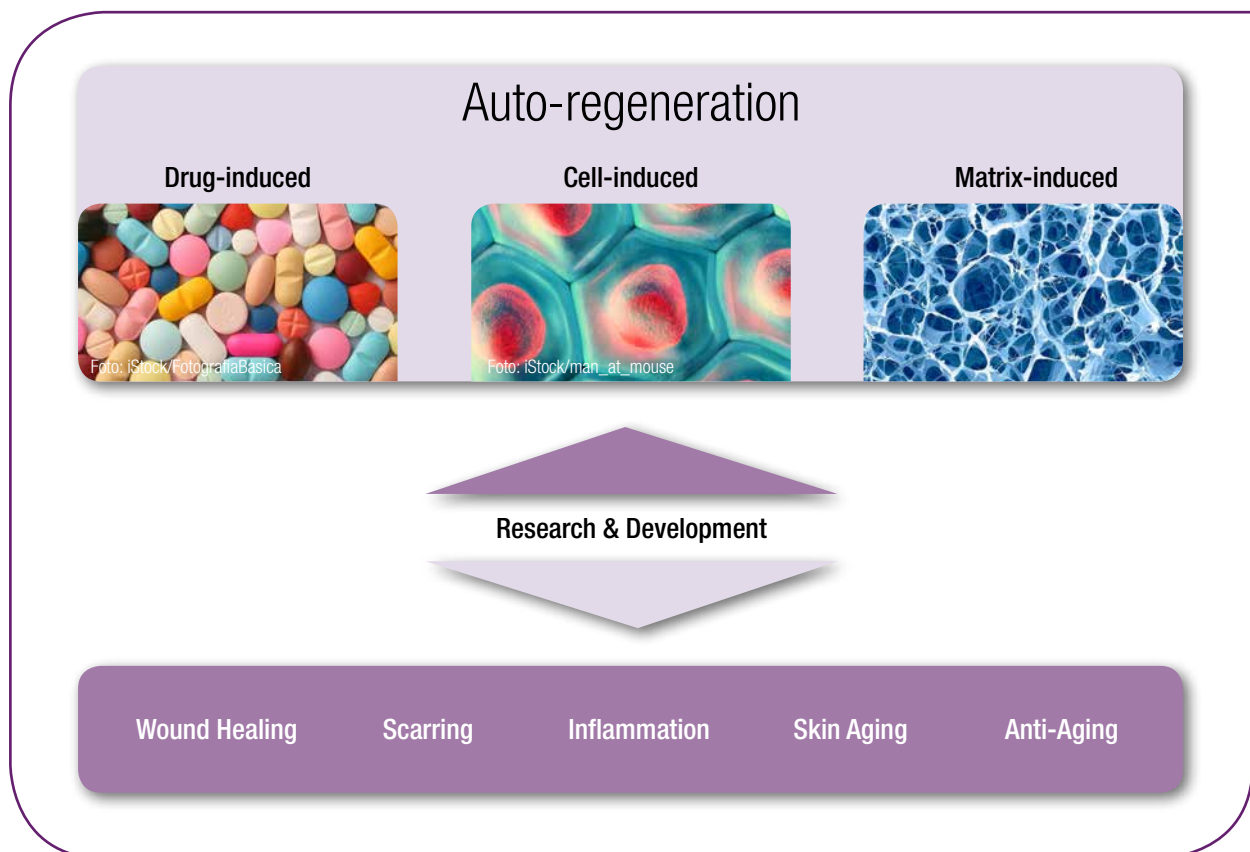 Auto-regeneration
Drug-induced
Cell-induced
Matrix-induced
Foto: iStock/FotografiaBasica
Foto: iStock/man_at_mouse
Research & Development
Wound Healing
Scarring
Inflammation
Skin Aging
Anti-Aging